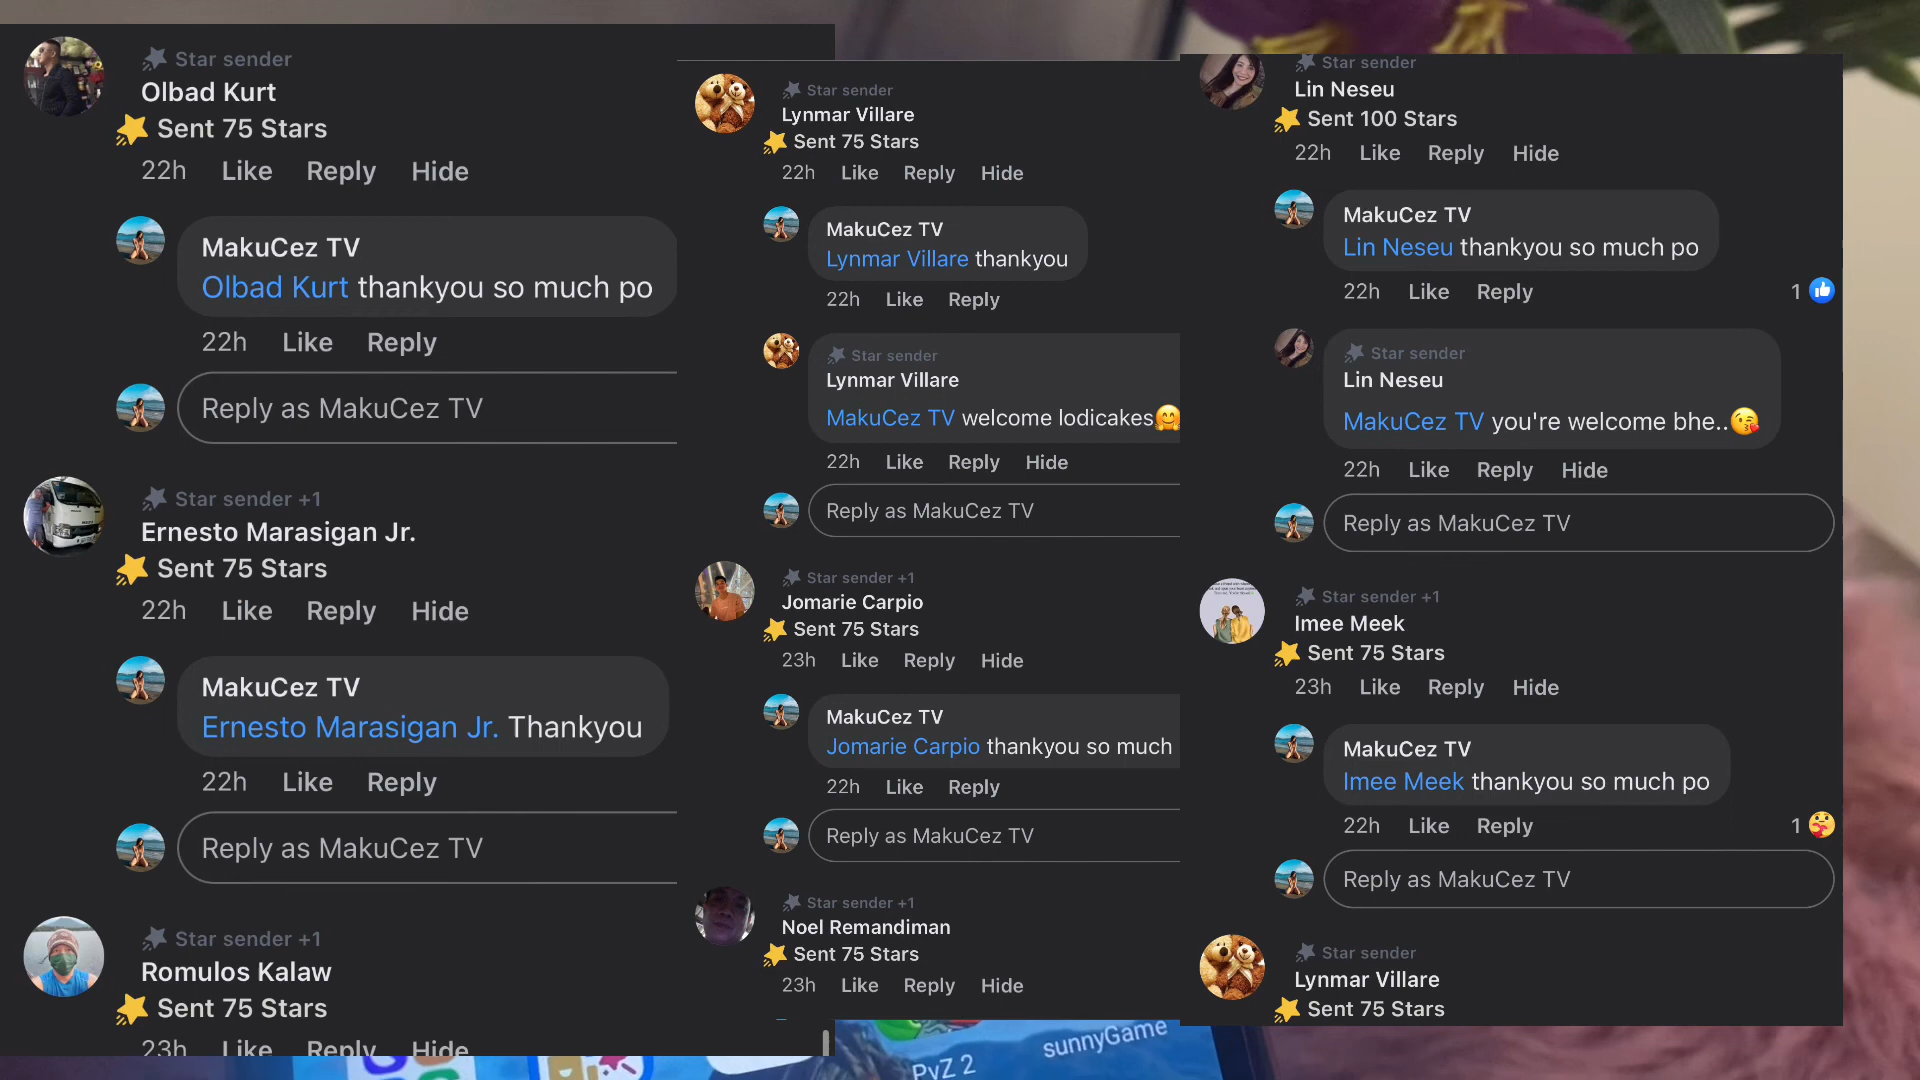 Star sender
Olbad Kurt
Sent 75 Stars
22h Like Reply Hide
MakuCez TV
Olbad Kurt thankyou so much po
22h Like Reply
Reply as MakuCez TV
Star sender +1
Ernesto Marasigan Jr.
Sent 75 Stars
22h Like Reply Hide
MakuCez TV
Ernesto Marasigan Jr. Thankyou
22h Like Reply
Reply as MakuCez TV
Star sender +1
Romulos Kalaw
Sent 75 Stars
23h Like Reply Hide
Star sender
Lynmar Villare
Sent 75 Stars
22h Like Reply Hide
MakuCez TV
Lynmar Villare thankyou
22h Like Reply
Star sender
Lynmar Villare
MakuCez TV welcome lodicakes🤗
22h Like Reply Hide
Reply as MakuCez TV
Star sender +1
Jomarie Carpio
Sent 75 Stars
23h Like Reply Hide
MakuCez TV
Jomarie Carpio thankyou so much
22h Like Reply
Reply as MakuCez TV
Star sender +1
Noel Remandiman
Sent 75 Stars
23h Like Reply Hide
Star sender
Lin Neseu
Sent 100 Stars
22h Like Reply Hide
MakuCez TV
Lin Neseu thankyou so much po
22h Like Reply 1
Star sender
Lin Neseu
MakuCez TV you're welcome bhe..😘
22h Like Reply Hide
Reply as MakuCez TV
Star sender +1
Imee Meek
Sent 75 Stars
23h Like Reply Hide
MakuCez TV
Imee Meek thankyou so much po
22h Like Reply 1
Reply as MakuCez TV
Star sender
Lynmar Villare
Sent 75 Stars
PvZ 2
sunnyGame